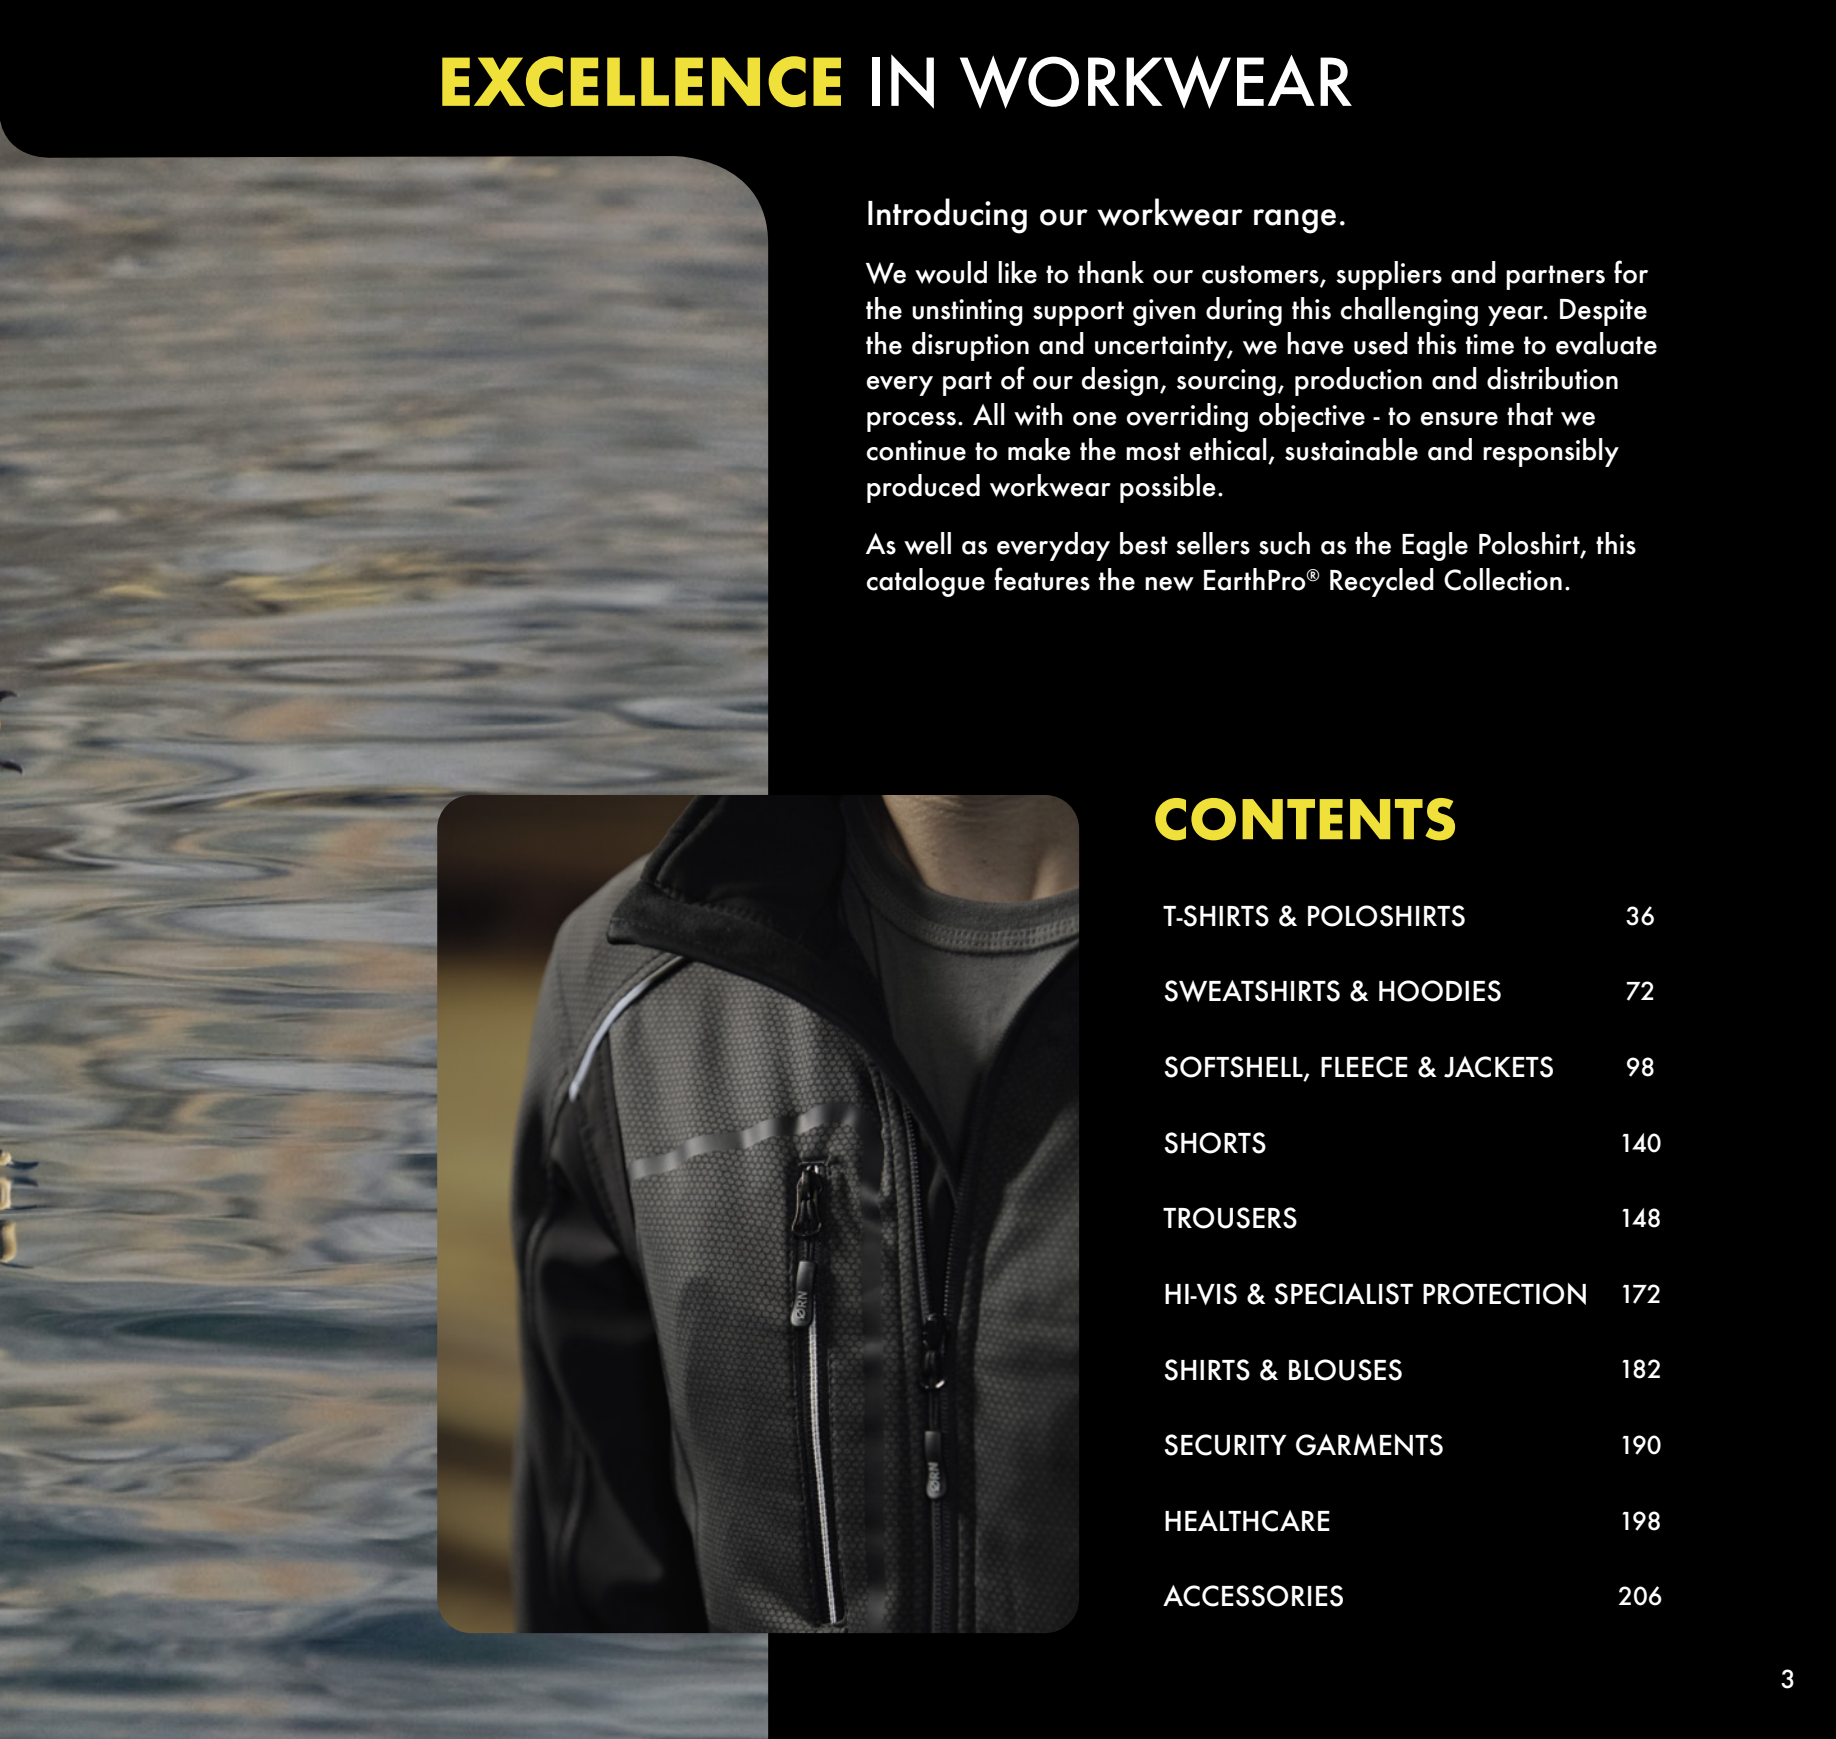 EXCELLENCE IN WORKWEAR
Introducing our workwear range.
We would like to thank our customers, suppliers and partners for
the unstinting support given during this challenging year. Despite
the disruption and uncertainty, we have used this time to evaluate
every part of our design, sourcing, production and distribution
process. All with one overriding objective - to ensure that we
continue to make the most ethical, sustainable and responsibly
produced workwear possible.
As well as everyday best sellers such as the Eagle Poloshirt, this
catalogue features the new EarthPro® Recycled Collection.
ØRN
ØRN
CONTENTS
T-SHIRTS & POLOSHIRTS 36
SWEATSHIRTS & HOODIES 72
SOFTSHELL, FLEECE & JACKETS 98
SHORTS 140
TROUSERS 148
HI-VIS & SPECIALIST PROTECTION 172
SHIRTS & BLOUSES 182
SECURITY GARMENTS 190
HEALTHCARE 198
ACCESSORIES 206
3